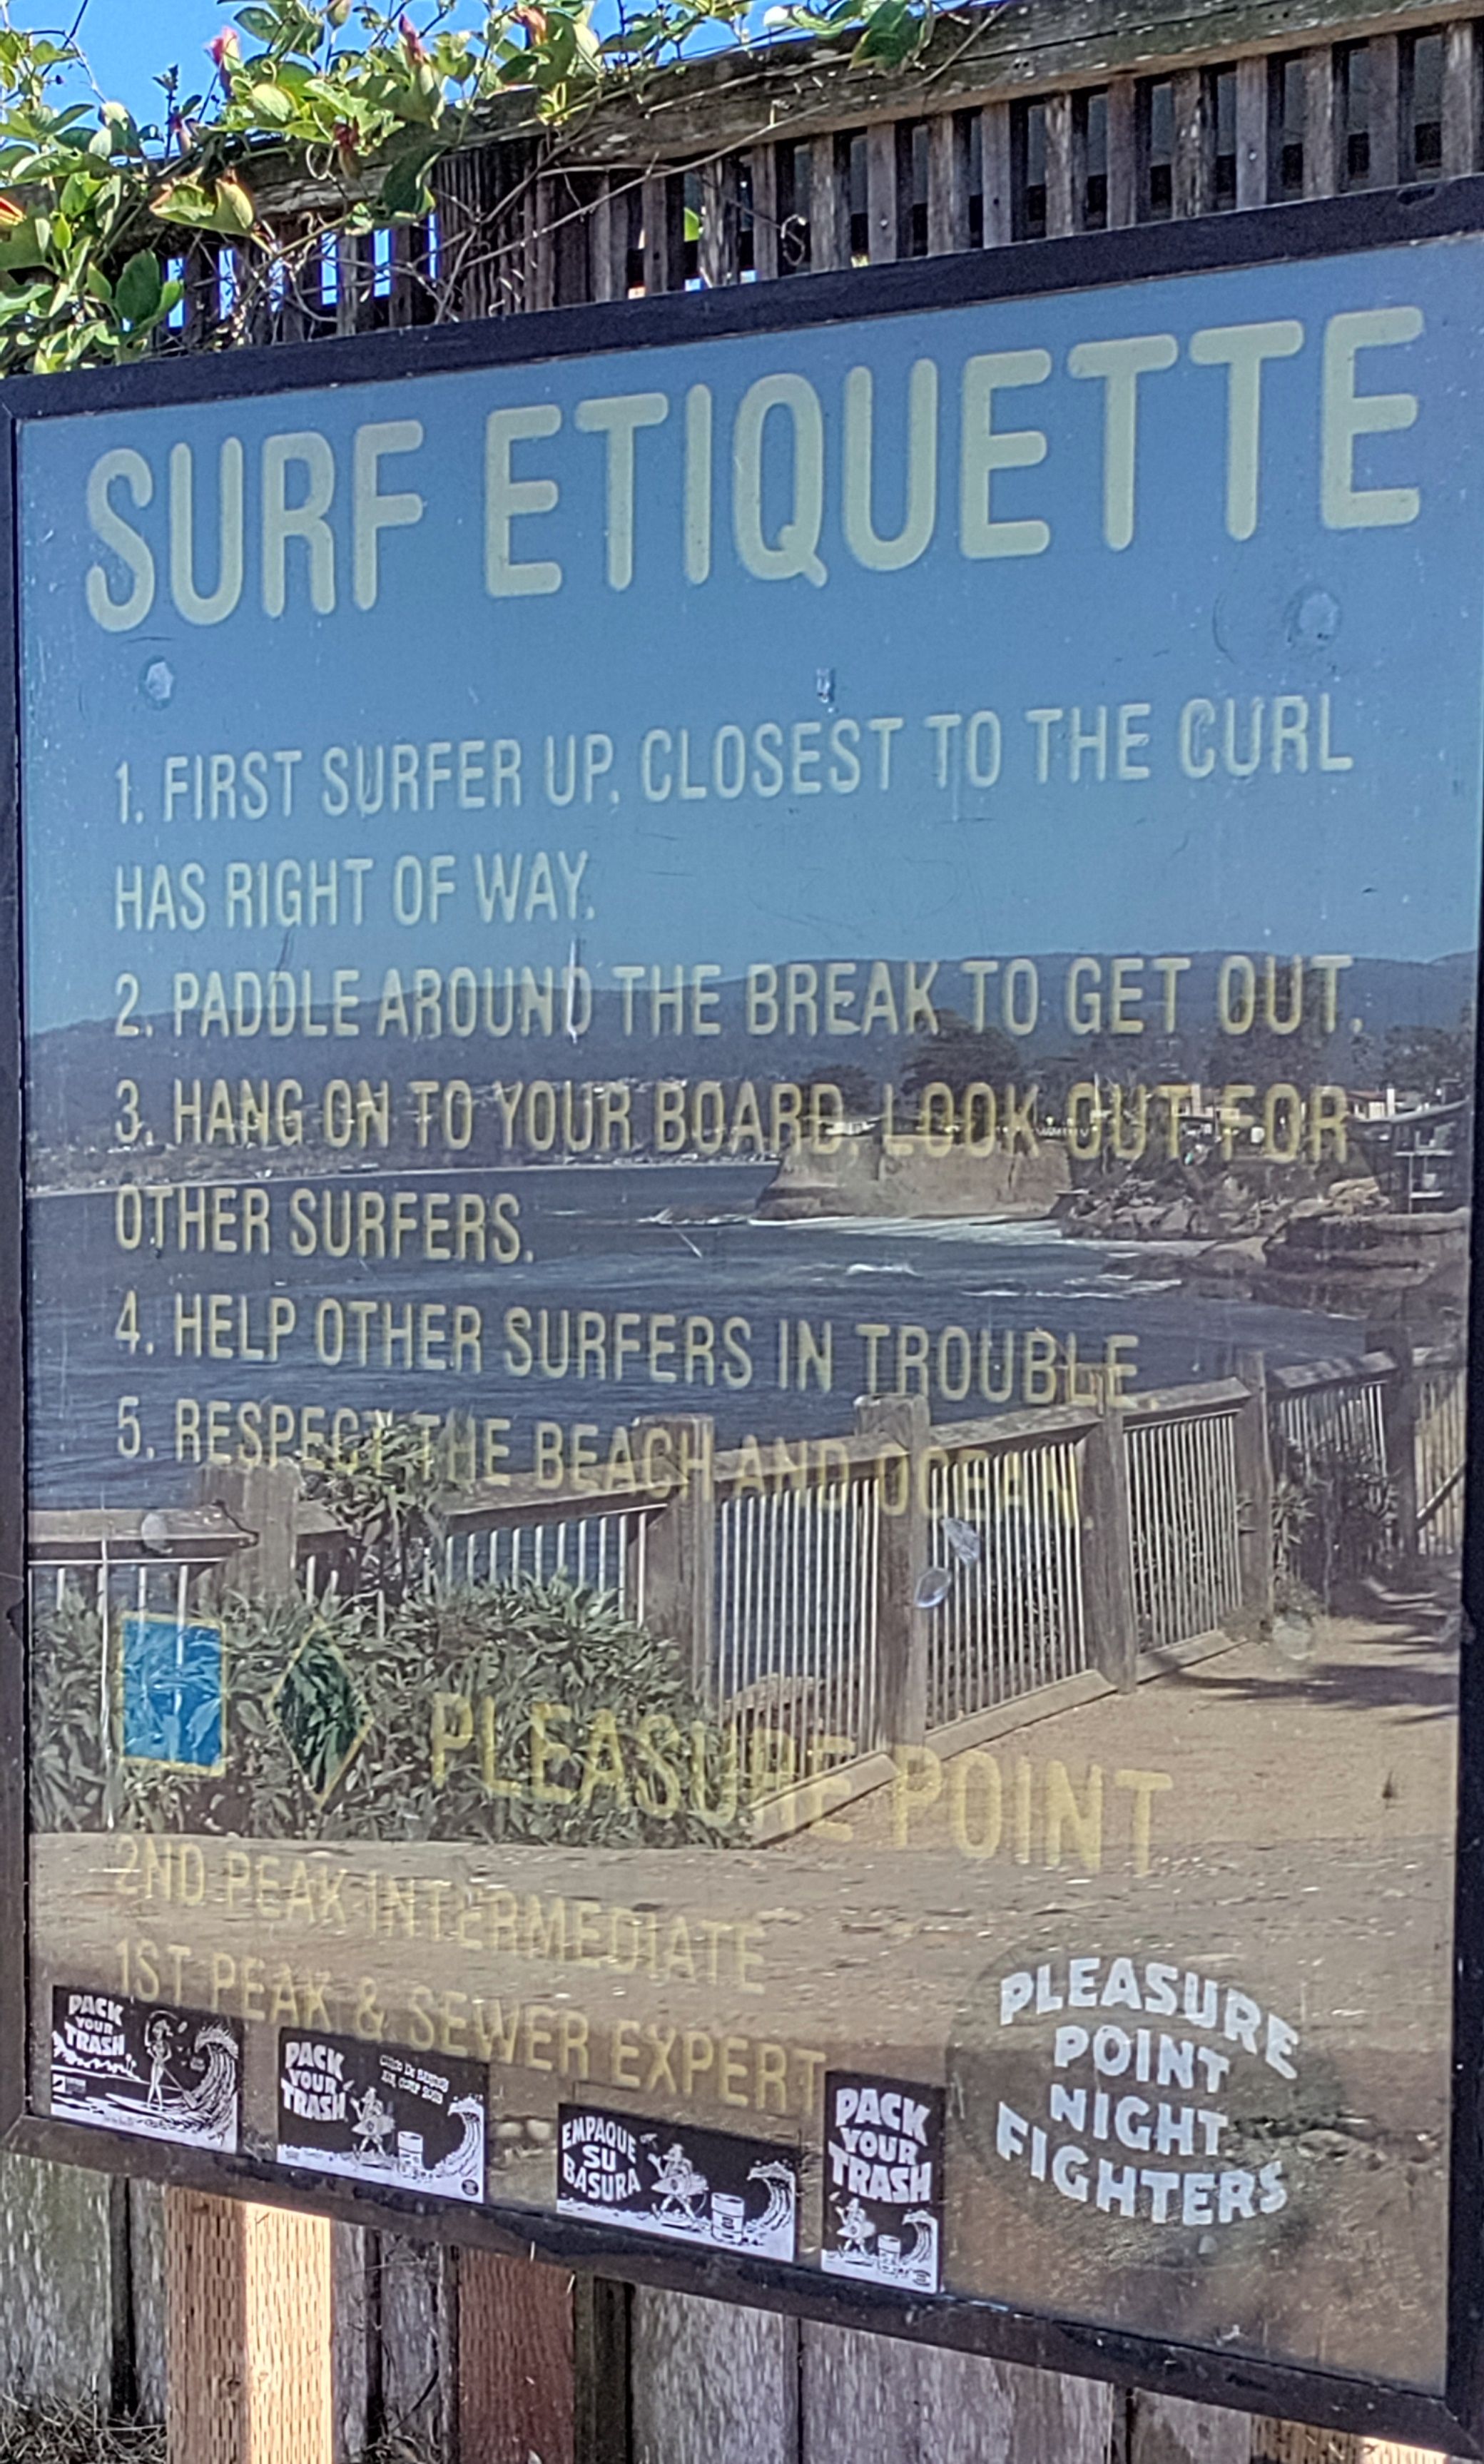 SURF ETIQUETTE
1. FIRST SURFER UP, CLOSEST TO THE CURL
HAS RIGHT OF WAY.
2. PADDLE AROUND THE BREAK TO GET OUT.
3. HANG ON TO YOUR BOARD. LOOK OUT FOR
OTHER SURFERS.
4. HELP OTHER SURFERS IN TROUBLE.
5. RESPECT THE BEACH AND OCEAN.
PLEASURE POINT
2ND PEAK INTERMEDIATE
1ST PEAK & SEWER EXPERT
PACK
YOUR
TRASH
PACK
YOUR
TRASH
EMPAQUE
SU
BASURA
PACK
YOUR
TRASH
PLEASURE
POINT
NIGHT
FIGHTERS